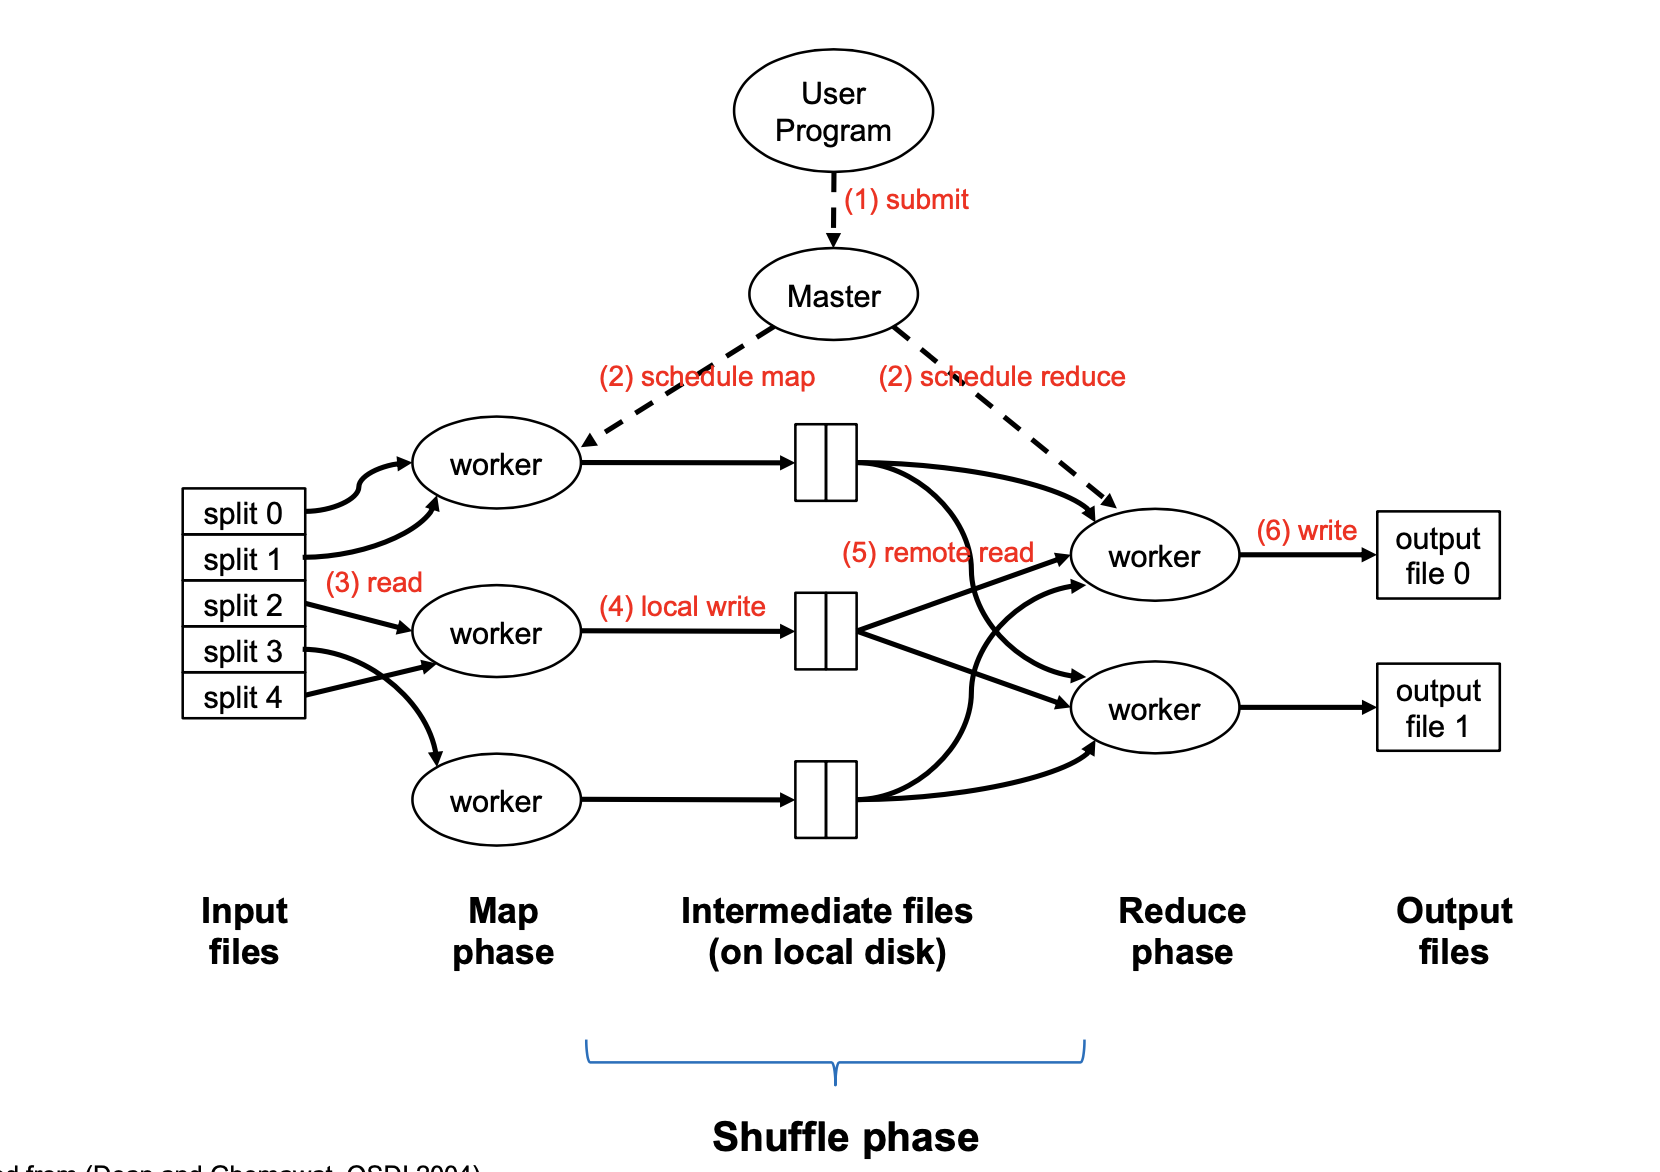 User
Program
(1) submit
Master
(2) schedule map
(2) schedule reduce
worker
split 0
split 1
split 2
split 3
split 4
(3) read
worker
(4) local write
worker
(5) remote read
worker
(6) write
output
file 0
worker
output
file 1
Input
files
Map
phase
Intermediate files
(on local disk)
Reduce
phase
Output
files
Shuffle phase
from (Dean and Ghemawat, OSDI 2004)